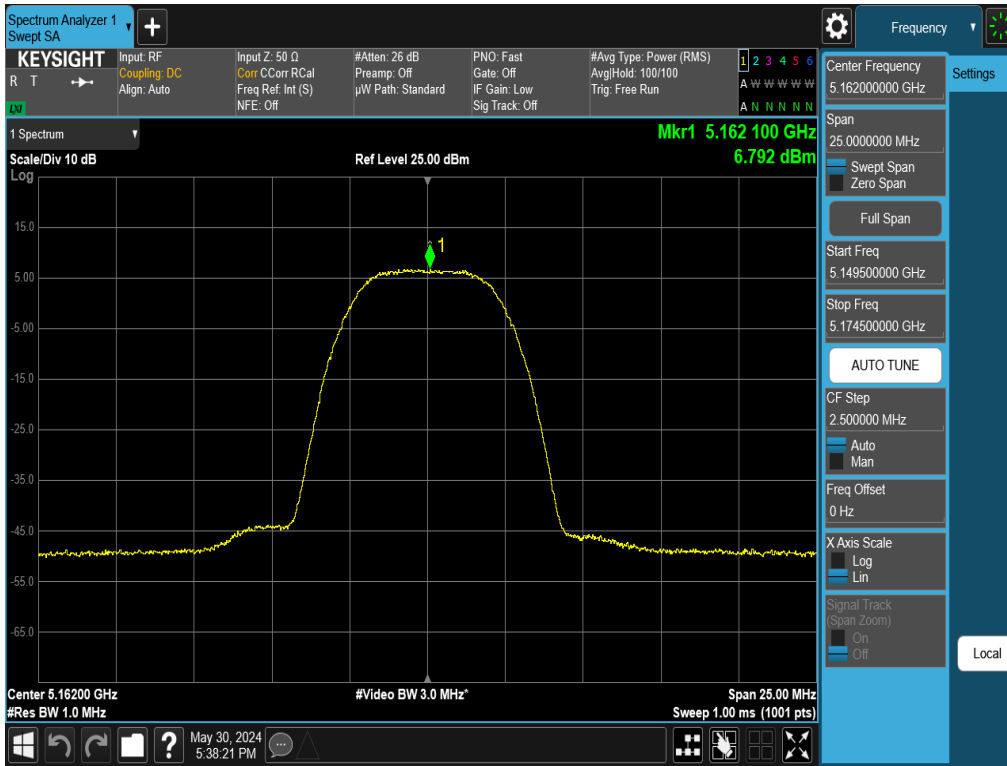 Spectrum Analyzer 1
Swept SA
Frequency
KEYSIGHT
R T
LXI
Input: RF
Coupling: DC
Align: Auto
Input Z: 50 Ω
Corr CCorr RCal
Freq Ref: Int (S)
NFE: Off
#Atten: 26 dB
Preamp: Off
µW Path: Standard
PNO: Fast
Gate: Off
IF Gain: Low
Sig Track: Off
#Avg Type: Power (RMS)
Avg|Hold: 100/100
Trig: Free Run
1 2 3 4 5 6
A W W W W W
A N N N N N
1 Spectrum
Scale/Div 10 dB
Log
Ref Level 25.00 dBm
Mkr1 5.162 100 GHz
6.792 dBm
1
15.0
5.00
-5.00
-15.0
-25.0
-35.0
-45.0
-55.0
-65.0
Center 5.16200 GHz
#Res BW 1.0 MHz
#Video BW 3.0 MHz*
Span 25.00 MHz
Sweep 1.00 ms (1001 pts)
Center Frequency
5.162000000 GHz
Settings
Span
25.0000000 MHz
Swept Span
Zero Span
Full Span
Start Freq
5.149500000 GHz
Stop Freq
5.174500000 GHz
AUTO TUNE
CF Step
2.500000 MHz
Auto
Man
Freq Offset
0 Hz
X Axis Scale
Log
Lin
Signal Track
(Span Zoom)
On
Off
Local
?
May 30, 2024
5:38:21 PM